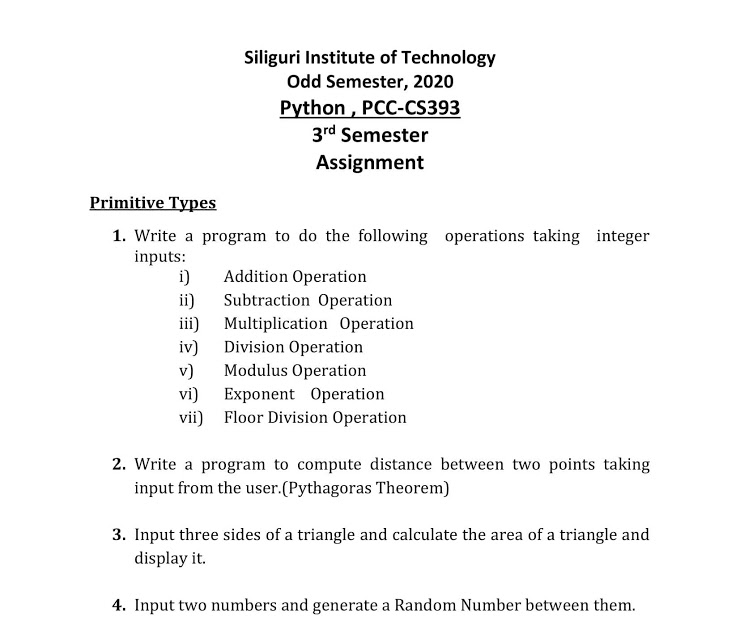 Siliguri Institute of Technology
Odd Semester, 2020
Python , PCC-CS393
3rd Semester
Assignment
Primitive Types
1. Write a program to do the following operations taking integer
inputs:
i) Addition Operation
ii) Subtraction Operation
iii) Multiplication Operation
iv) Division Operation
v) Modulus Operation
vi) Exponent Operation
vii) Floor Division Operation
2. Write a program to compute distance between two points taking
input from the user.(Pythagoras Theorem)
3. Input three sides of a triangle and calculate the area of a triangle and
display it.
4. Input two numbers and generate a Random Number between them.